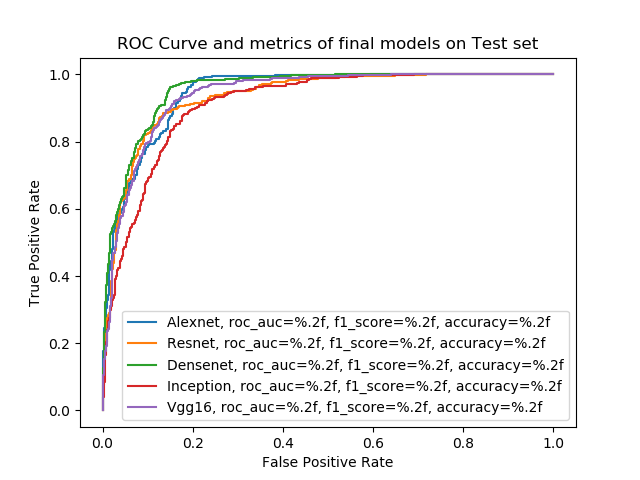 ROC Curve and metrics of final models on Test set
True Positive Rate
1.0
0.8
0.6
0.4
0.2
0.0
Alexnet, roc_auc=%.2f, f1_score=%.2f, accuracy=%.2f
Resnet, roc_auc=%.2f, f1_score=%.2f, accuracy=%.2f
Densenet, roc_auc=%.2f, f1_score=%.2f, accuracy=%.2f
Inception, roc_auc=%.2f, f1_score=%.2f, accuracy=%.2f
Vgg16, roc_auc=%.2f, f1_score=%.2f, accuracy=%.2f
0.0 0.2 0.4 0.6 0.8 1.0
False Positive Rate